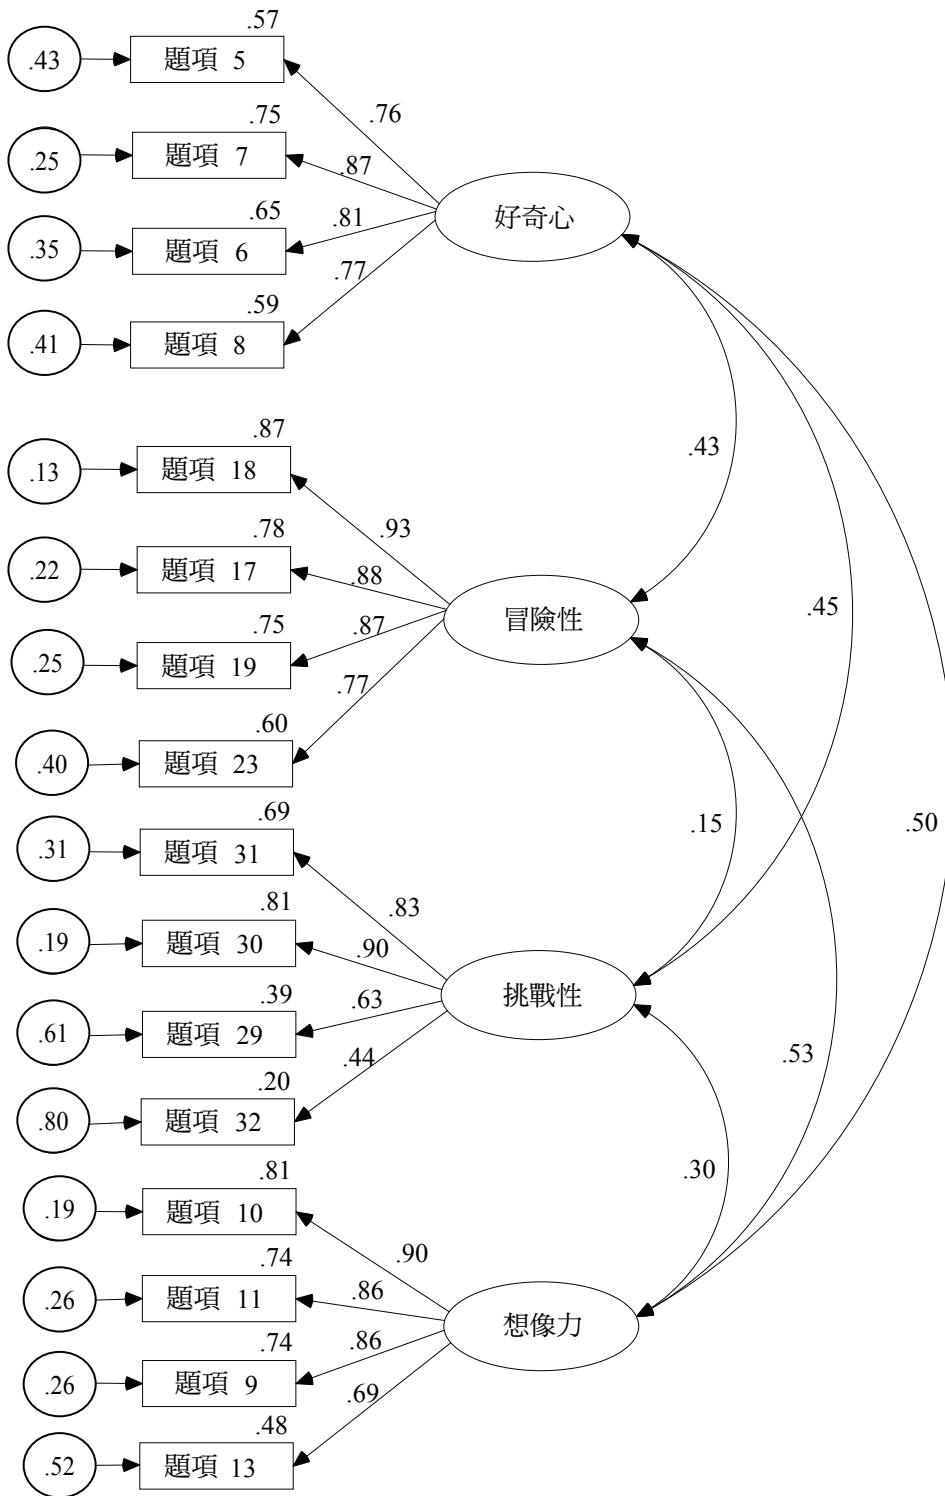 .57
.43
題項 5
.76
.75
.25
題項 7
.87
好奇心
.65
.35
題項 6
.81
.77
.59
.41
題項 8
.87
.43
.13
題項 18
.93
.78
.22
題項 17
.88
冒險性
.45
.75
.25
題項 19
.87
.77
.60
.40
題項 23
.69
.15
.50
.31
題項 31
.83
.81
.19
題項 30
.90
挑戰性
.39
.61
題項 29
.63
.44
.53
.20
.80
題項 32
.81
.30
.19
題項 10
.90
.74
.26
題項 11
.86
想像力
.74
.26
題項 9
.86
.69
.48
.52
題項 13